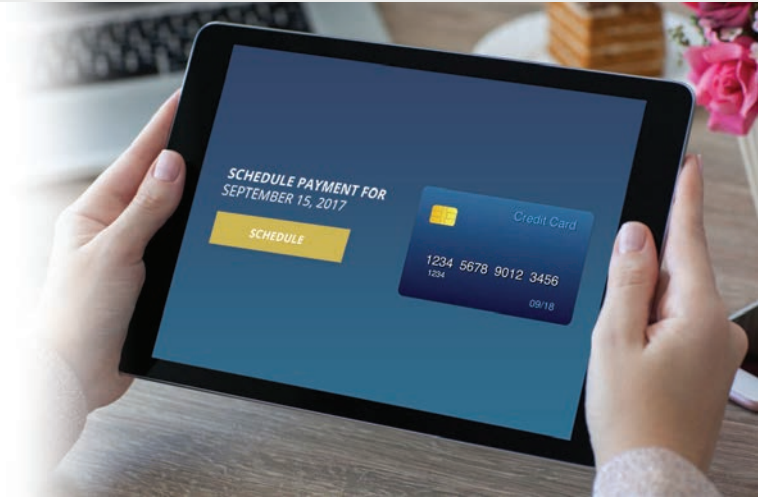 SCHEDULE PAYMENT FOR
SEPTEMBER 15, 2017
SCHEDULE
Credit Card
1234 5678 9012 3456
1234
09/18